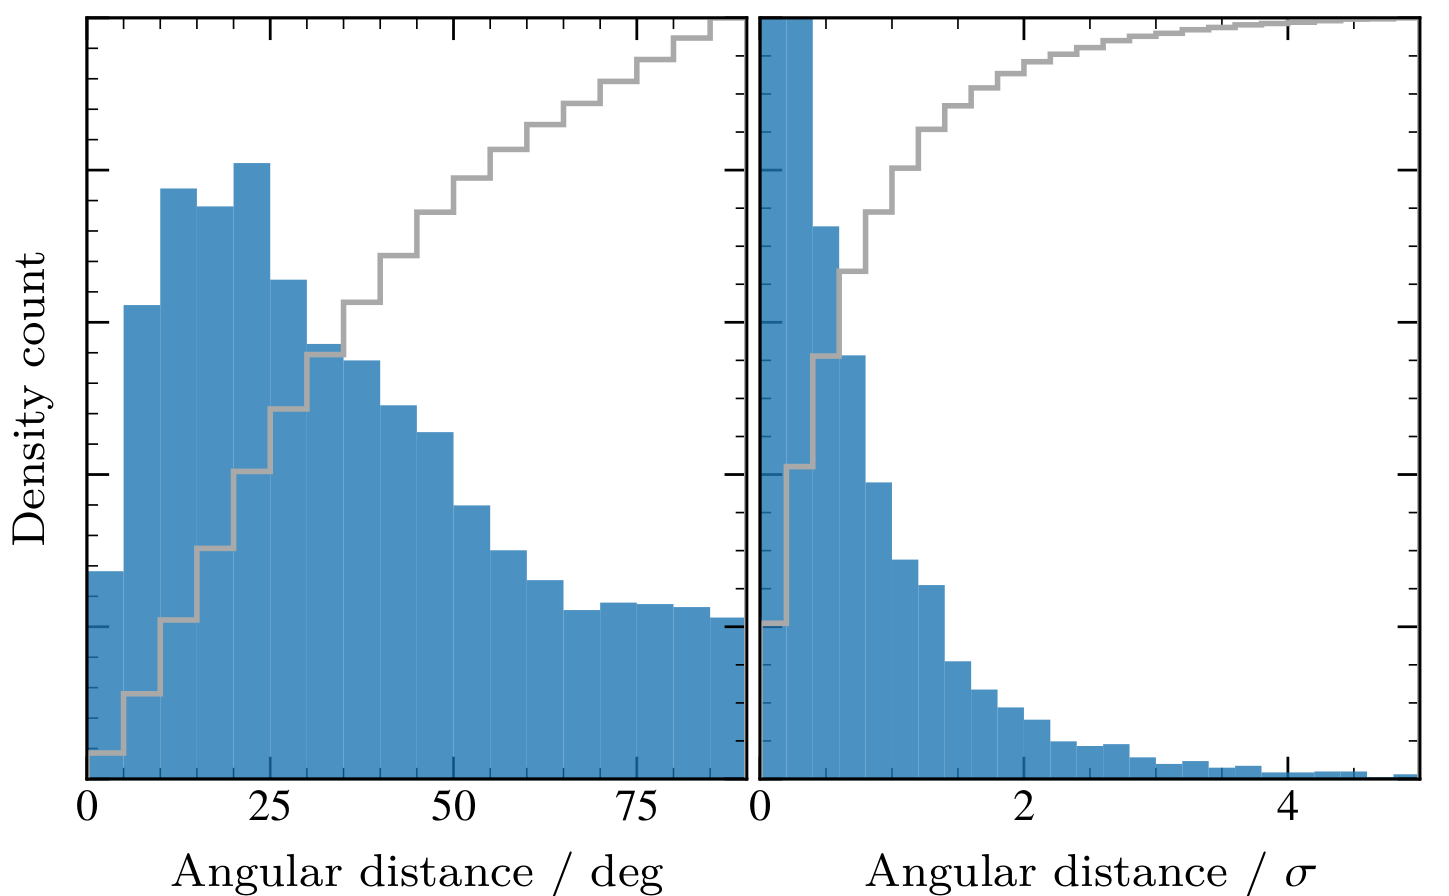 Density count
0 25 50 75
0 2 4
Angular distance / deg
Angular distance / σ